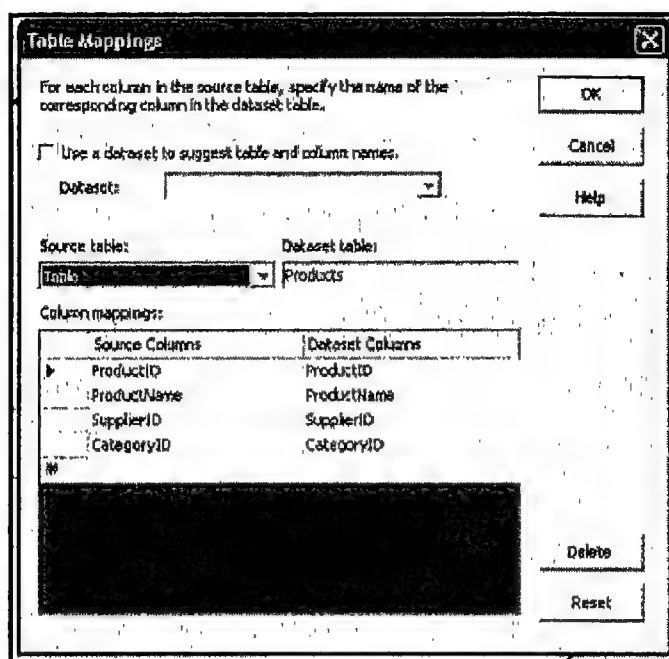 Table Mappings
For each column in the source table, specify the name of the
corresponding column in the dataset table.
OK
Use a dataset to suggest table and column names.
Cancel
Dataset:
Help
Source table: Dataset table:
Table Products
Column mappings:
Source Columns Dataset Columns
ProductID ProductID
ProductName ProductName
SupplierID SupplierID
CategoryID CategoryID
Delete
Reset